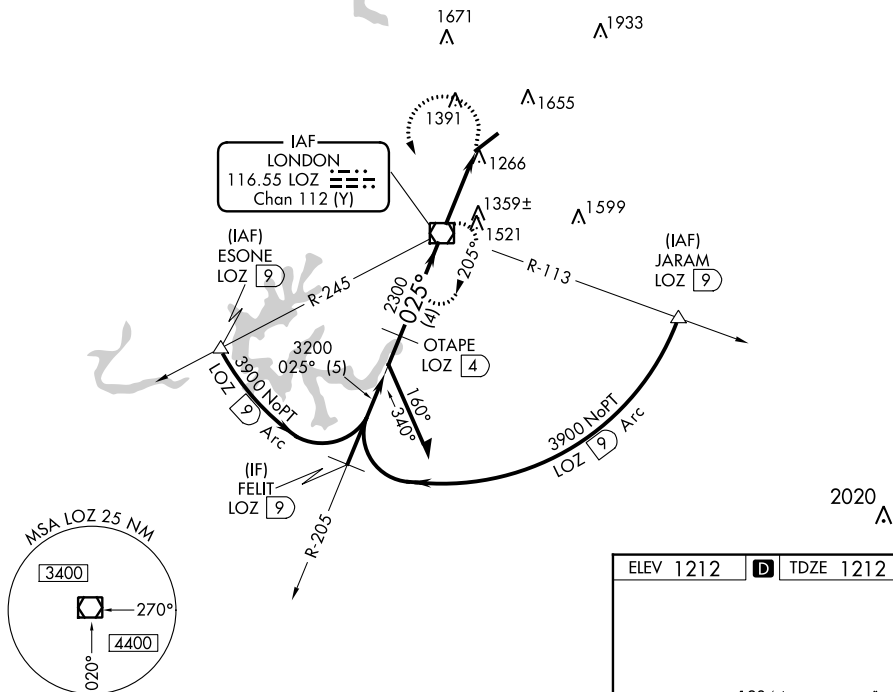 1671
1933
1391
1655
IAF
LONDON
116.55 LOZ
Chan 112 (Y)
1266
1359±
1521
1599
(IAF)
ESONE
LOZ 9
R-245
205°
R-113
(IAF)
JARAM
LOZ 9
2300
025°
(4)
OTAPE
LOZ 4
3200
025° (5)
3900 NoPT
LOZ 9 Arc
160°
340°
3900 NoPT
LOZ 9 Arc
(IF)
FELIT
LOZ 9
R-205
2020
MSA LOZ 25 NM
3400
270°
4400
020°
ELEV 1212 D TDZE 1212